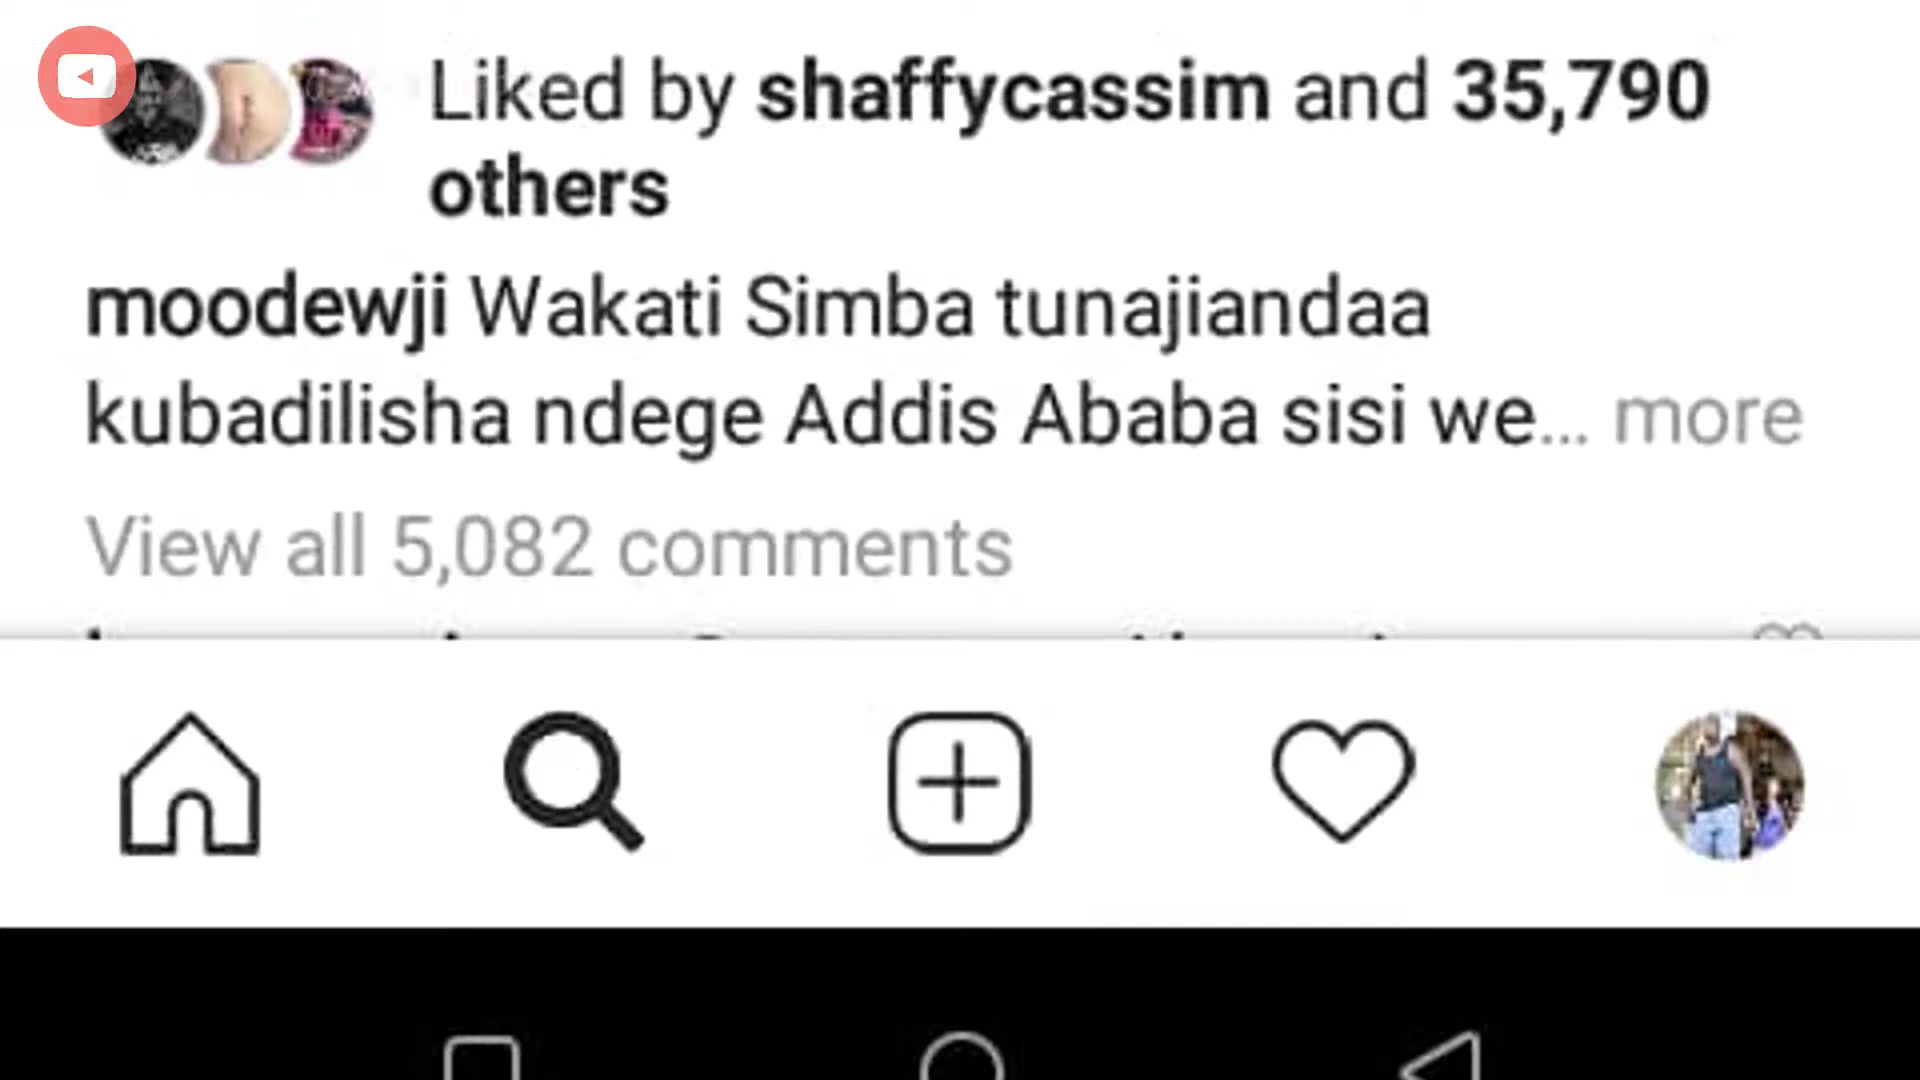 Liked by shaffycassim and 35,790
others
moodewji Wakati Simba tunajiandaa
kubadilisha ndege Addis Ababa sisi we... more
View all 5,082 comments